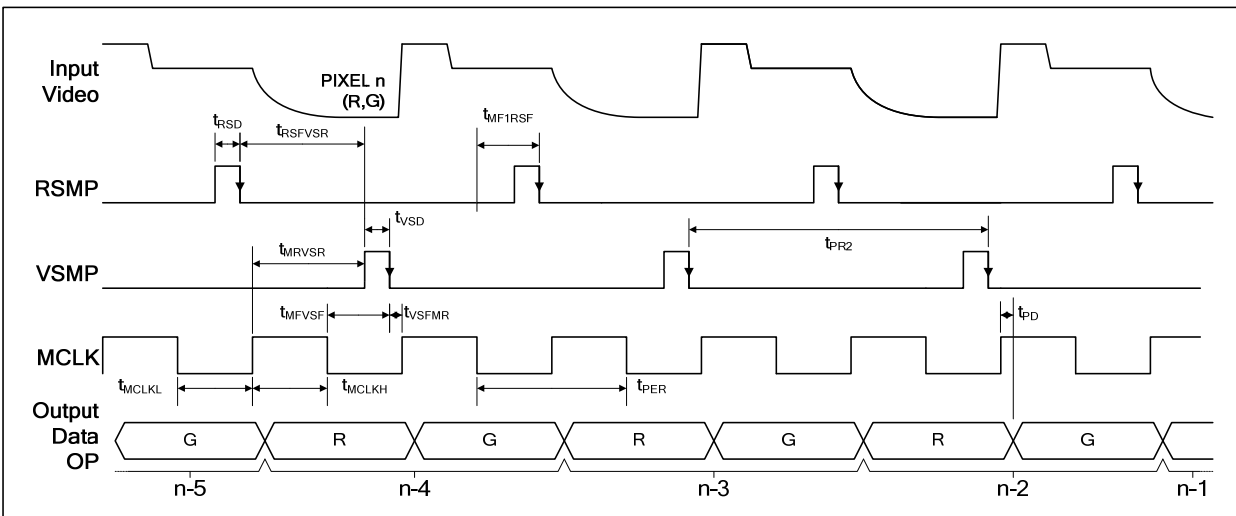 Input
Video
PIXEL n
(R,G)
tRSD
tRSFVSR
tMF1RSF
RSMP
tVSD
tMRVSR
tPR2
VSMP
tMFVSF
tVSFMR
tPD
MCLK
tMCLKL
tMCLKH
tPER
Output
Data
OP
G R G R G R G
n-5 n-4 n-3 n-2 n-1